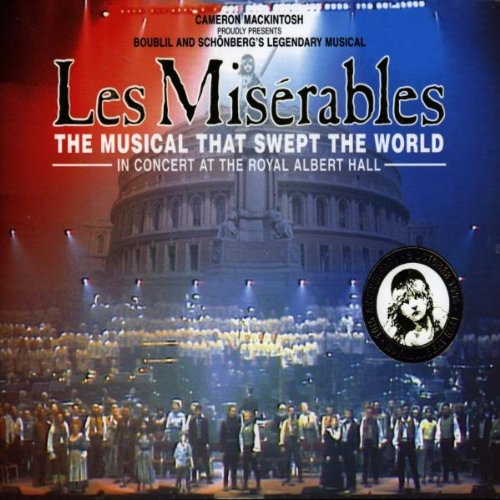 CAMERON MACKINTOSH
PROUDLY PRESENTS
BOUBLIL AND SCHÖNBERG'S LEGENDARY MUSICAL
Les Misérables
THE MUSICAL THAT SWEPT THE WORLD
IN CONCERT AT THE ROYAL ALBERT HALL